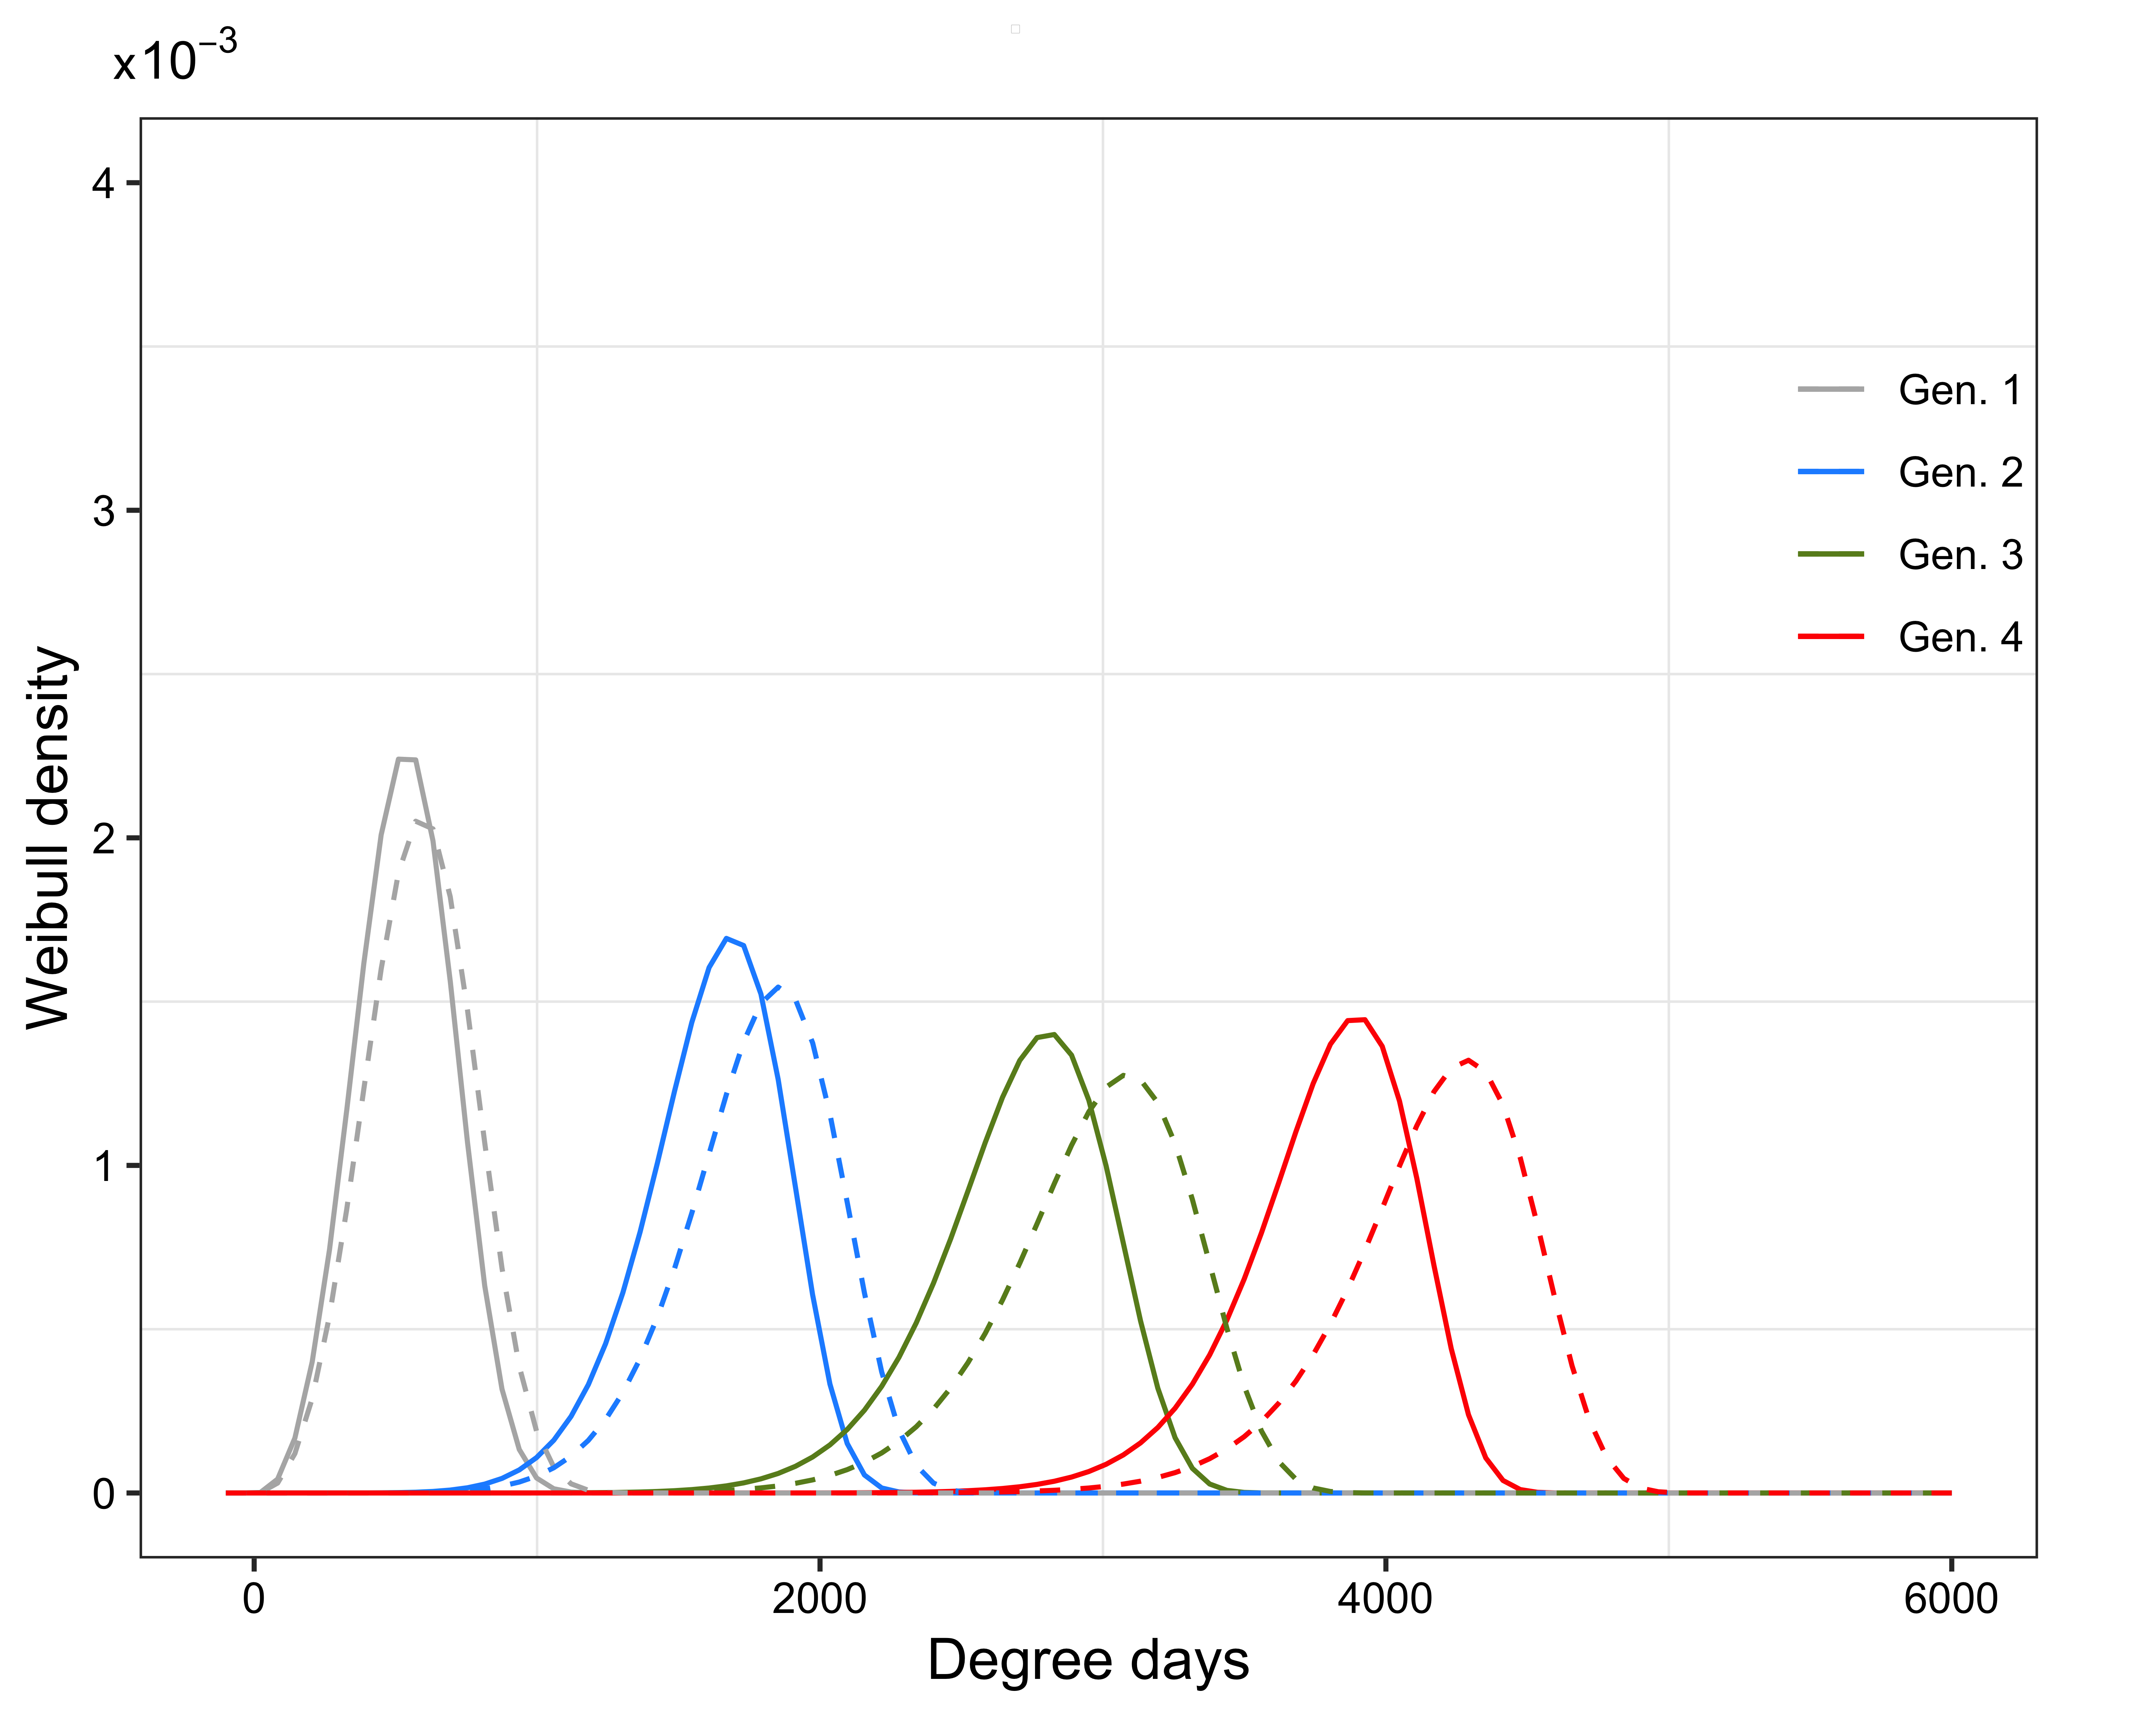 x10⁻³
4
3
2
1
0
Weibull density
Gen. 1
Gen. 2
Gen. 3
Gen. 4
0 2000 4000 6000
Degree days